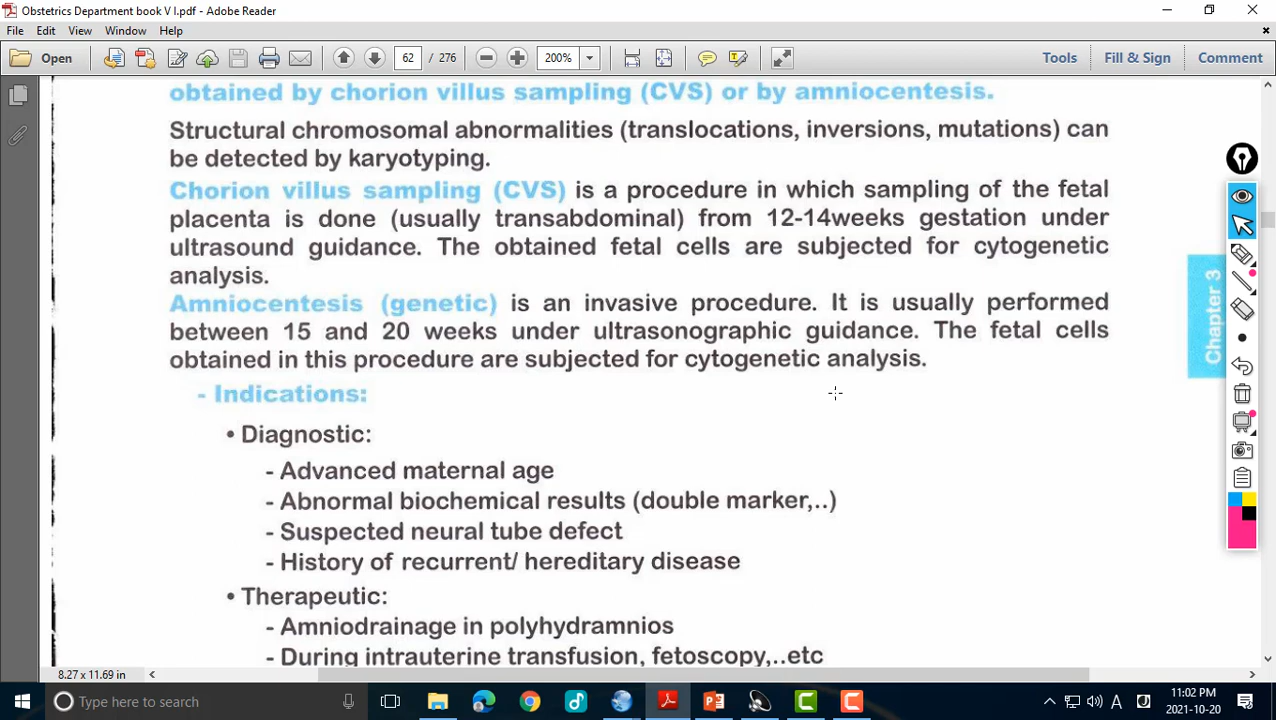 Obstetrics Department book V I.pdf - Adobe Reader
File Edit View Window Help
Open 62 / 276 200% Tools Fill & Sign Comment
obtained by chorion villus sampling (CVS) or by amniocentesis.
Structural chromosomal abnormalities (translocations, inversions, mutations) can
be detected by karyotyping.
Chorion villus sampling (CVS) is a procedure in which sampling of the fetal
placenta is done (usually transabdominal) from 12-14weeks gestation under
ultrasound guidance. The obtained fetal cells are subjected for cytogenetic
analysis.
Amniocentesis (genetic) is an invasive procedure. It is usually performed
between 15 and 20 weeks under ultrasonographic guidance. The fetal cells
obtained in this procedure are subjected for cytogenetic analysis.
- Indications:
• Diagnostic:
- Advanced maternal age
- Abnormal biochemical results (double marker,..)
- Suspected neural tube defect
- History of recurrent/ hereditary disease
• Therapeutic:
- Amniodrainage in polyhydramnios
- During intrauterine transfusion, fetoscopy,..etc
Chapter 3
8.27 x 11.69 in
Type here to search
A
11:02 PM
2021-10-20